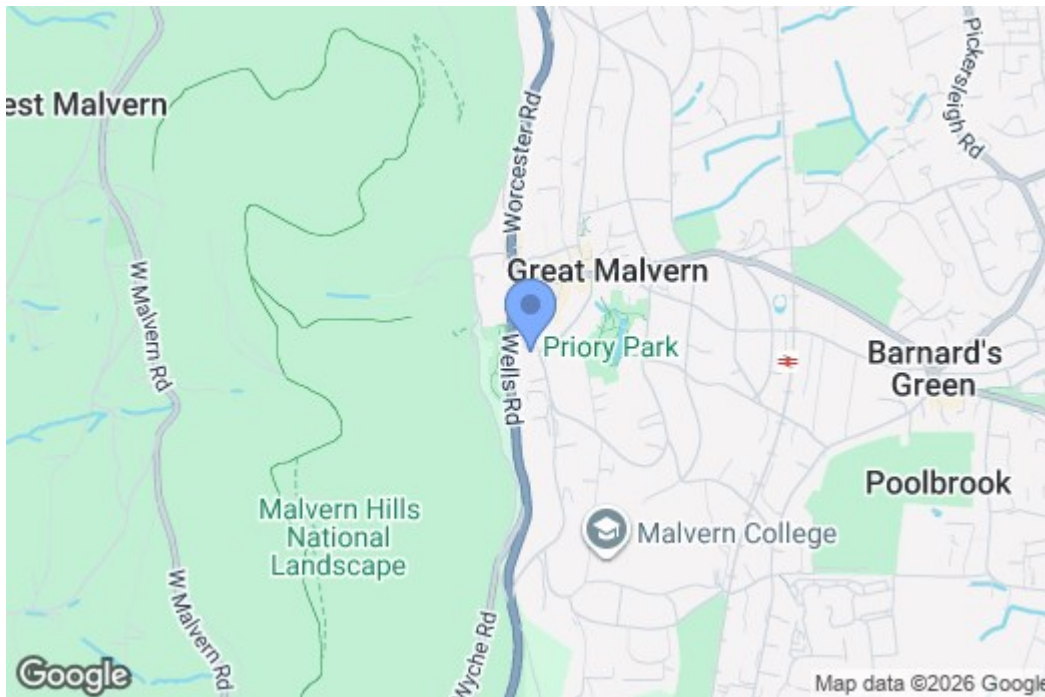 est Malvern
Worcester Rd
Pickersleigh Rd
Great Malvern
W Malvern Rd
Wells Rd
Priory Park
Barnard's
Green
Poolbrook
Malvern Hills
National
Landscape
Malvern College
W Malvern Rd
Wyche Rd
Google
Map data ©2026 Google